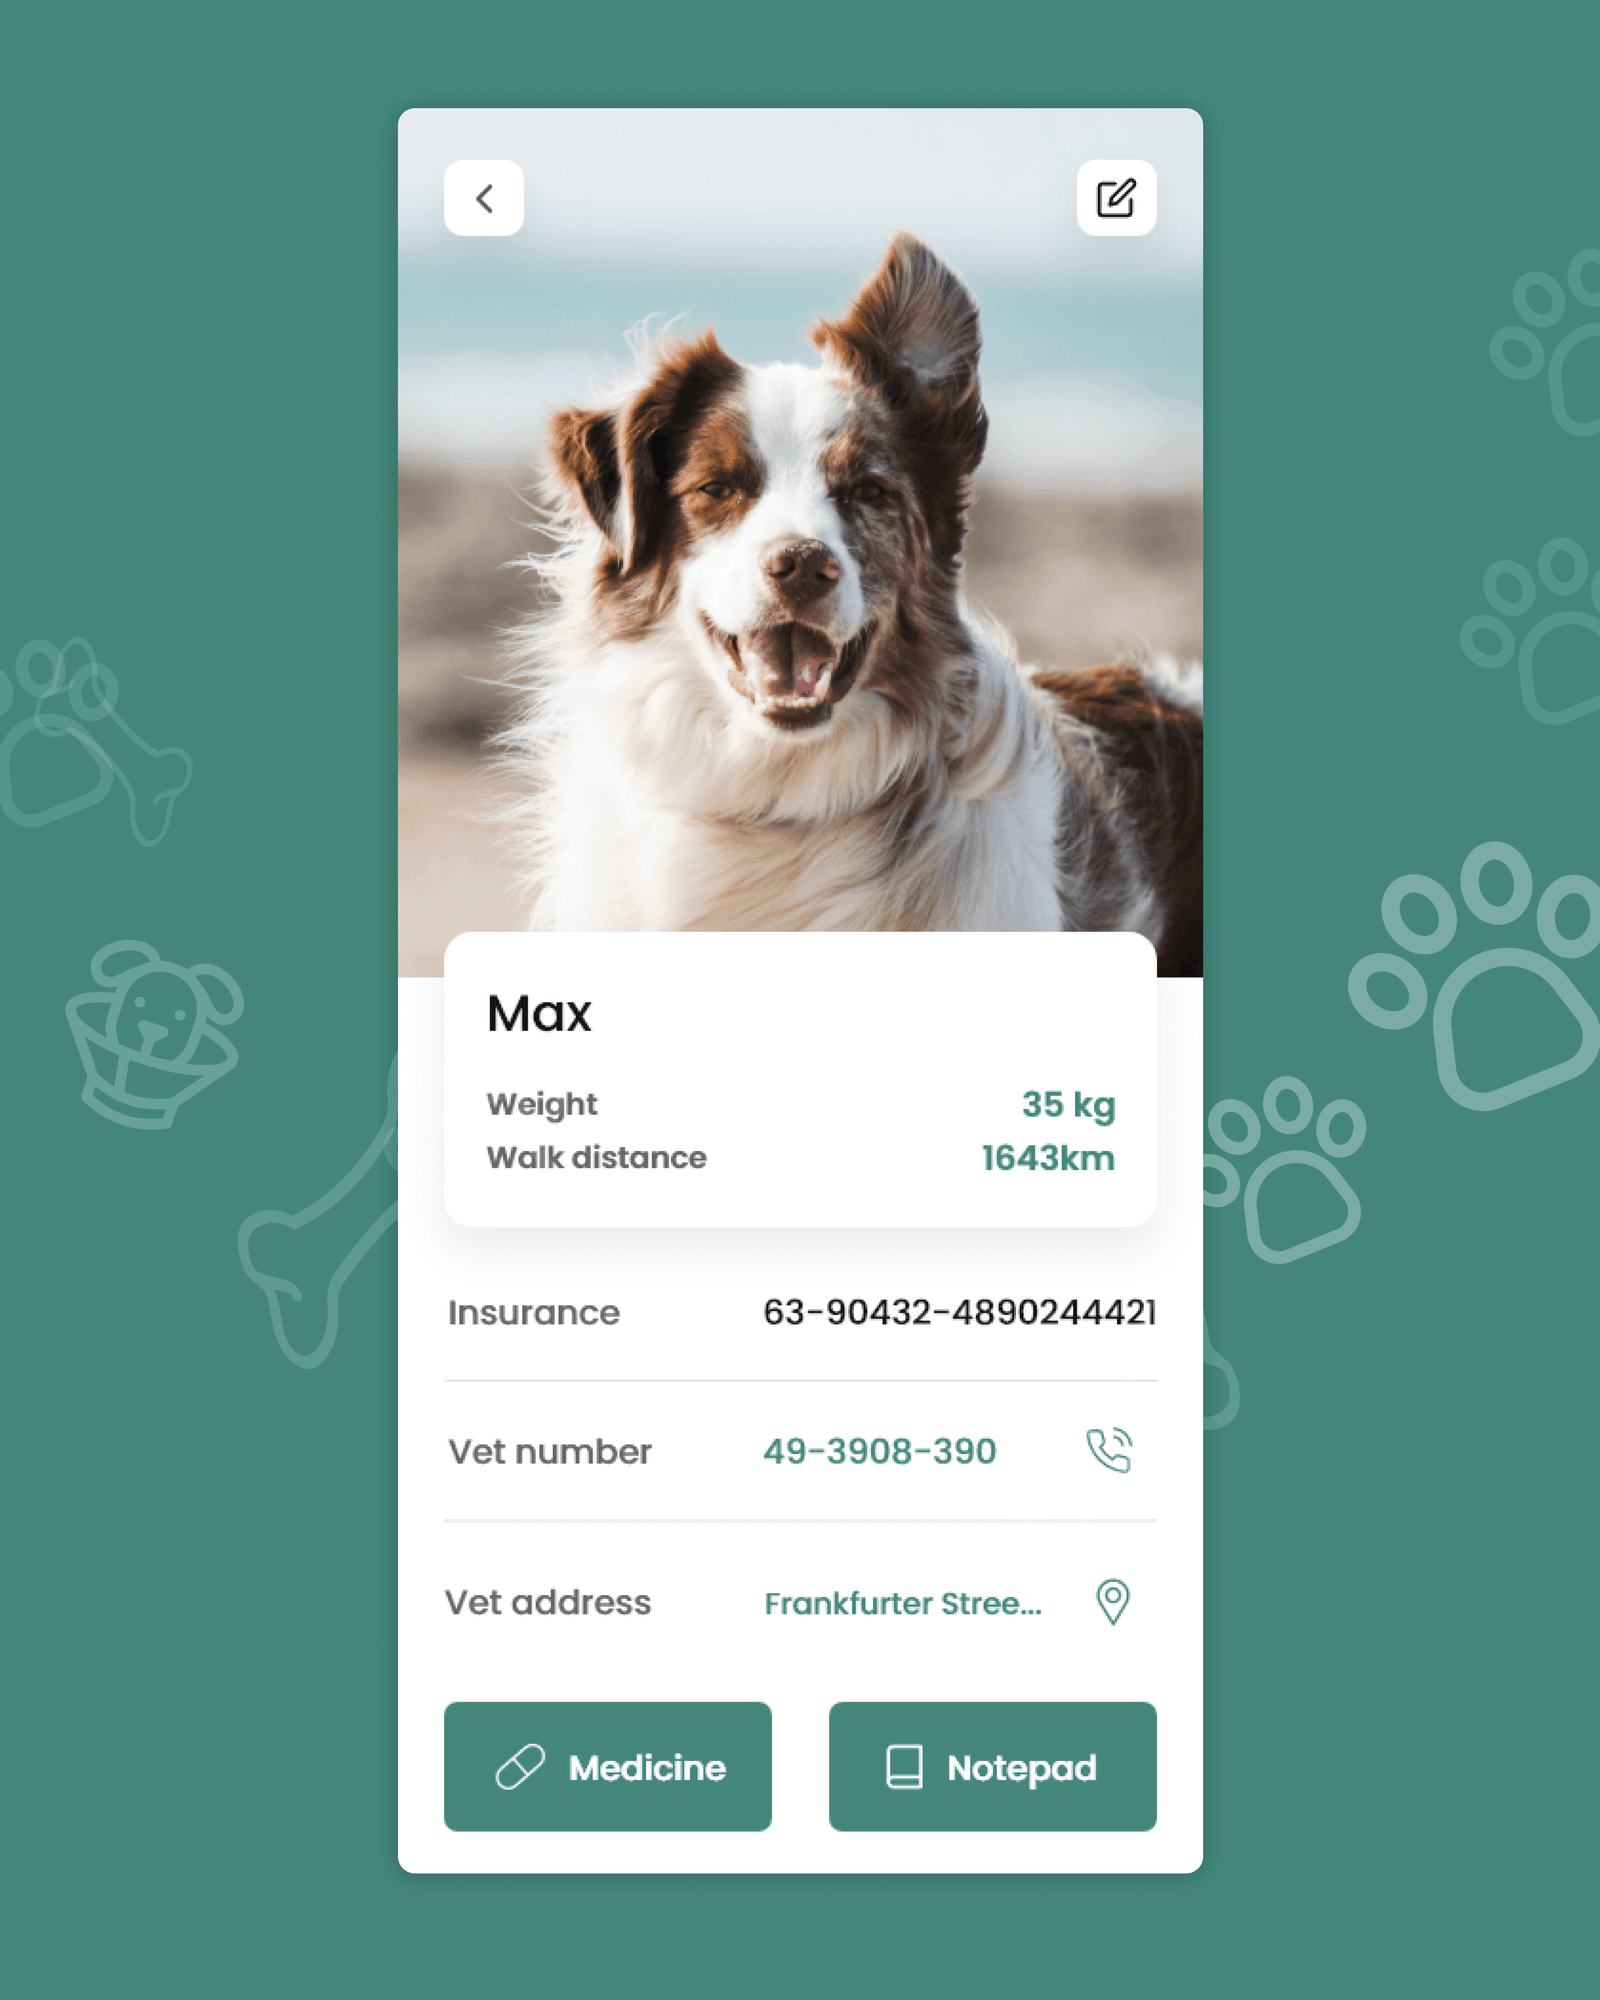 Max
Weight 35 kg
Walk distance 1643km
Insurance 63-90432-4890244421
Vet number 49-3908-390
Vet address Frankfurter Stree...
Medicine Notepad